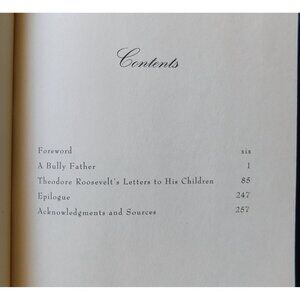 Contents
Foreword xix
A Bully Father 1
Theodore Roosevelt's Letters to His Children 85
Epilogue 247
Acknowledgments and Sources 257